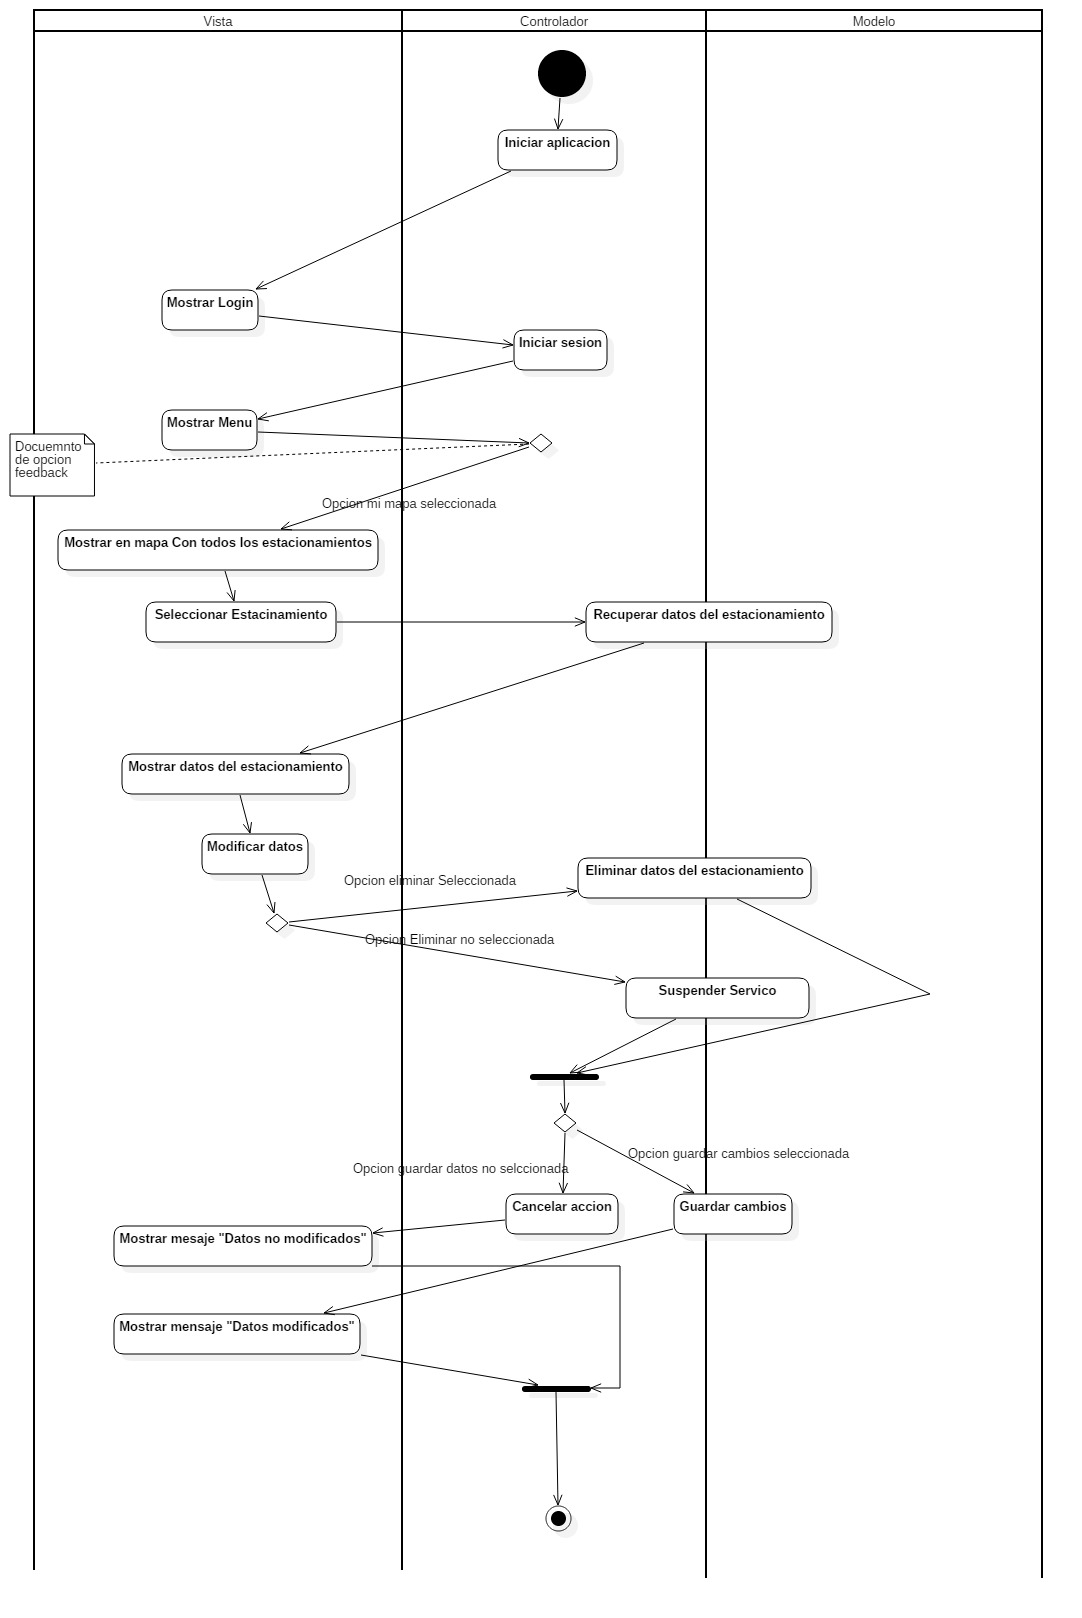 Vista
Controlador
Modelo
Iniciar aplicacion
Mostrar Login
Iniciar sesion
Mostrar Menu
Docuemnto
de opcion
feedback
Opcion mi mapa seleccionada
Mostrar en mapa Con todos los estacionamientos
Seleccionar Estacinamiento
Recuperar datos del estacionamiento
Mostrar datos del estacionamiento
Modificar datos
Eliminar datos del estacionamiento
Opcion eliminar Seleccionada
Opcion Eliminar no seleccionada
Suspender Servico
Opcion guardar cambios seleccionada
Opcion guardar datos no selccionada
Cancelar accion
Guardar cambios
Mostrar mesaje "Datos no modificados"
Mostrar mensaje "Datos modificados"